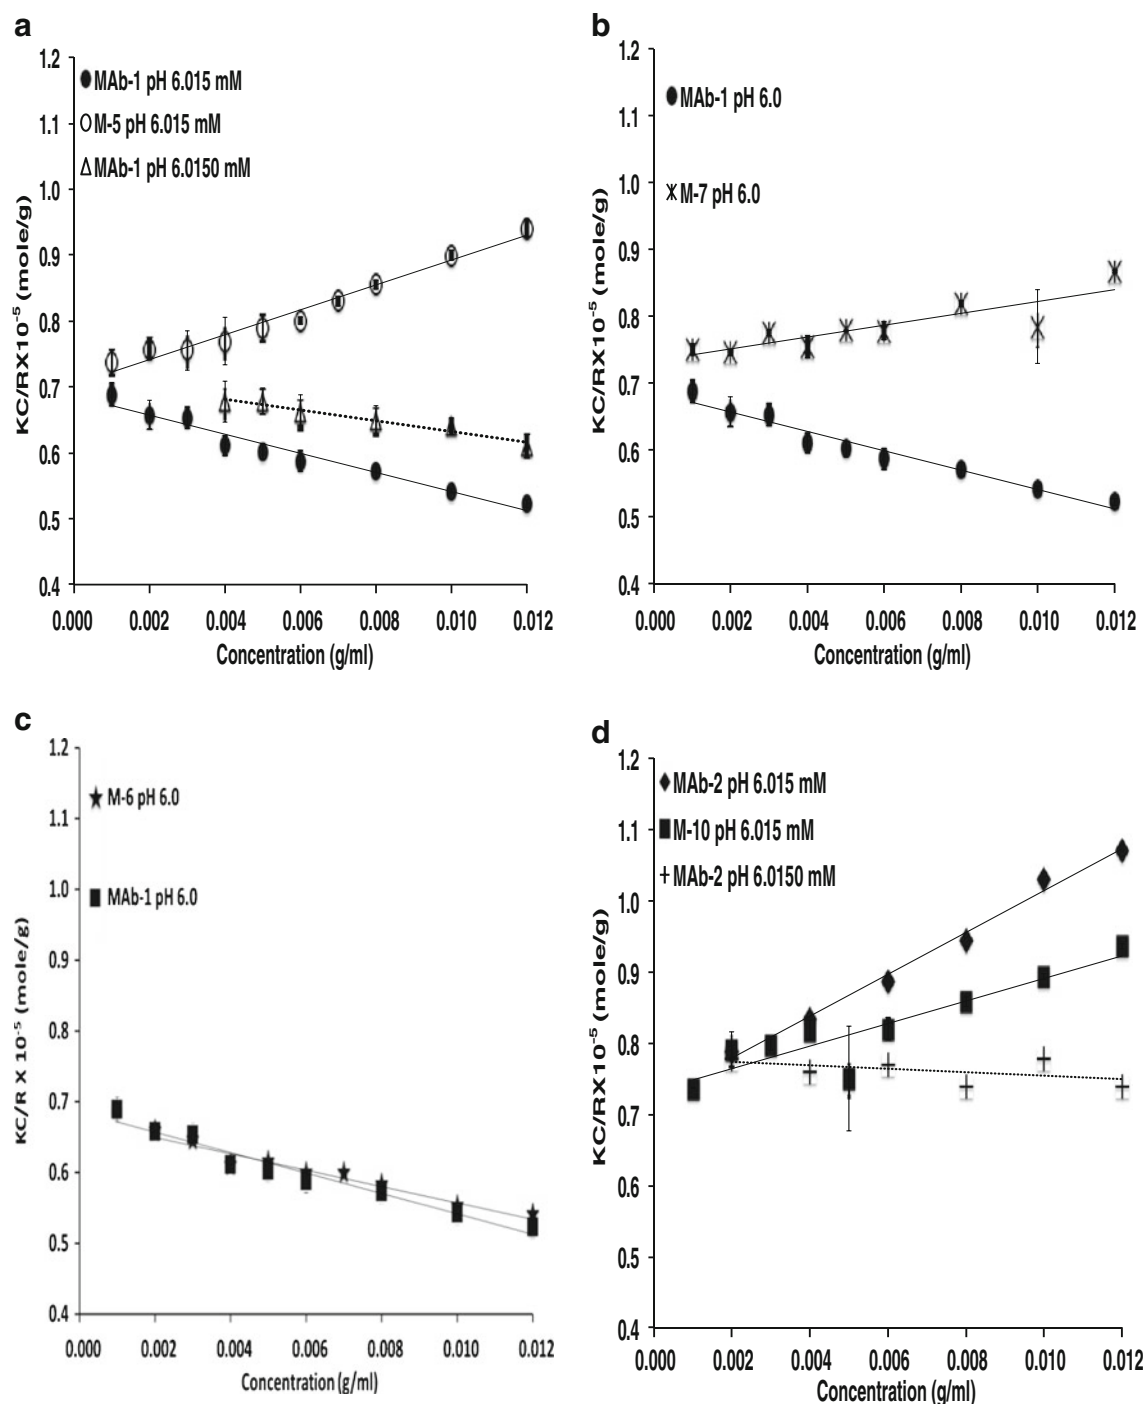 a
1.2
1.1
1.0
0.9
0.8
0.7
0.6
0.5
0.4
KC/RX10⁻⁵ (mole/g)
MAb-1 pH 6.015 mM
M-5 pH 6.015 mM
MAb-1 pH 6.0150 mM
0.000 0.002 0.004 0.006 0.008 0.010 0.012
Concentration (g/ml)
b
1.2
1.1
1.0
0.9
0.8
0.7
0.6
0.5
0.4
KC/RX10⁻⁵ (mole/g)
MAb-1 pH 6.0
M-7 pH 6.0
0.000 0.002 0.004 0.006 0.008 0.010 0.012
Concentration (g/ml)
c
1.2
1.1
1.0
0.9
0.8
0.7
0.6
0.5
0.4
KC/R X 10⁻⁵ (mole/g)
M-6 pH 6.0
MAb-1 pH 6.0
0.000 0.002 0.004 0.006 0.008 0.010 0.012
Concentration (g/ml)
d
1.2
1.1
1.0
0.9
0.8
0.7
0.6
0.5
0.4
KC/RX10⁻⁵ (mole/g)
MAb-2 pH 6.015 mM
M-10 pH 6.015 mM
MAb-2 pH 6.0150 mM
0.000 0.002 0.004 0.006 0.008 0.010 0.012
Concentration (g/ml)